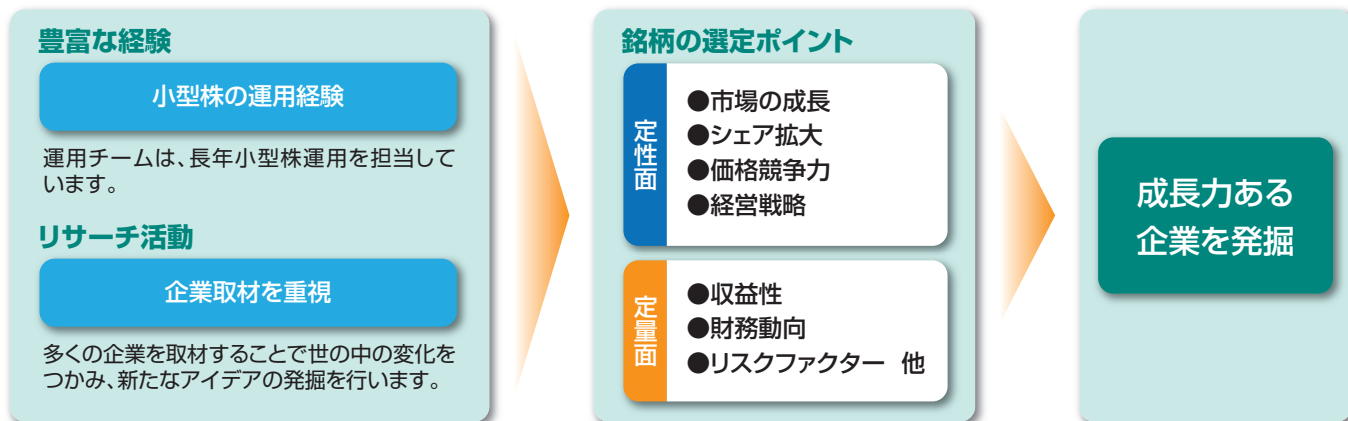 豊富な経験
小型株の運用経験
運用チームは、長年小型株運用を担当して
います。
リサーチ活動
企業取材を重視
多くの企業を取材することで世の中の変化を
つかみ、新たなアイデアの発掘を行います。
銘柄の選定ポイント
定性面
●市場の成長
●シェア拡大
●価格競争力
●経営戦略
定量面
●収益性
●財務動向
●リスクファクター 他
成長力ある
企業を発掘